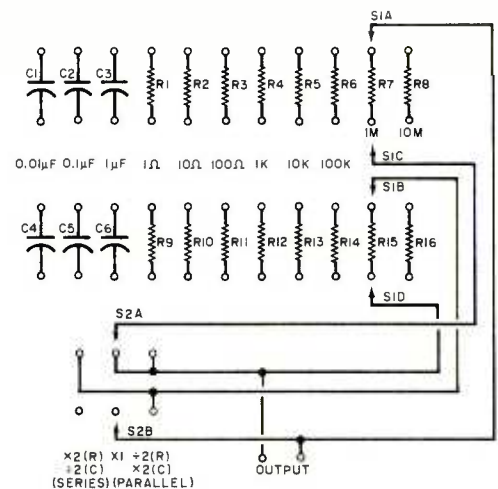 S1A
C1 C2 C3 R1 R2 R3 R4 R5 R6 R7 R8
1M 10M
0.01µF 0.1µF 1µF 1Ω 10Ω 100Ω 1K 10K 100K
S1C
S1B
C4 C5 C6 R9 R10 R11 R12 R13 R14 R15 R16
S1D
S2A
S2B
×2(R) ×1 ÷2(R)
÷2(C) ×2(C)
(SERIES) (PARALLEL)
OUTPUT